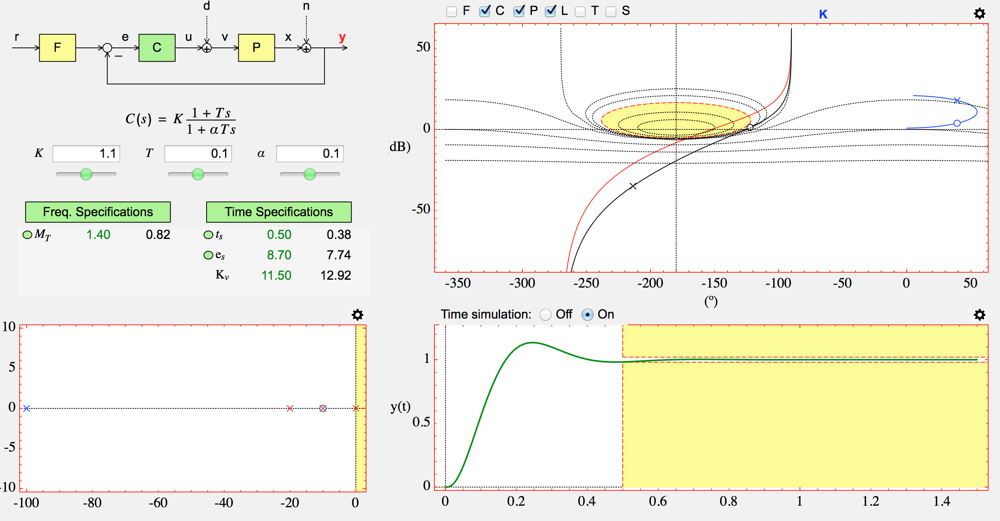 d
n
r
F
e
C
u
v
P
x
y
+
+
−
C(s) = K (1 + Ts)/(1 + αTs)
K 1.1 T 0.1 α 0.1
Freq. Specifications
Time Specifications
M_T 1.40 0.82
t_s 0.50 0.38
e_s 8.70 7.74
K_v 11.50 12.92
F C P L T S
K
50
0
dB)
-50
-350 -300 -250 -200 -150 -100 -50 0 50
(º)
10
5
0
-5
-10
-100 -80 -60 -40 -20 0
Time simulation: Off On
1
y(t)
0.5
0
0 0.2 0.4 0.6 0.8 1 1.2 1.4